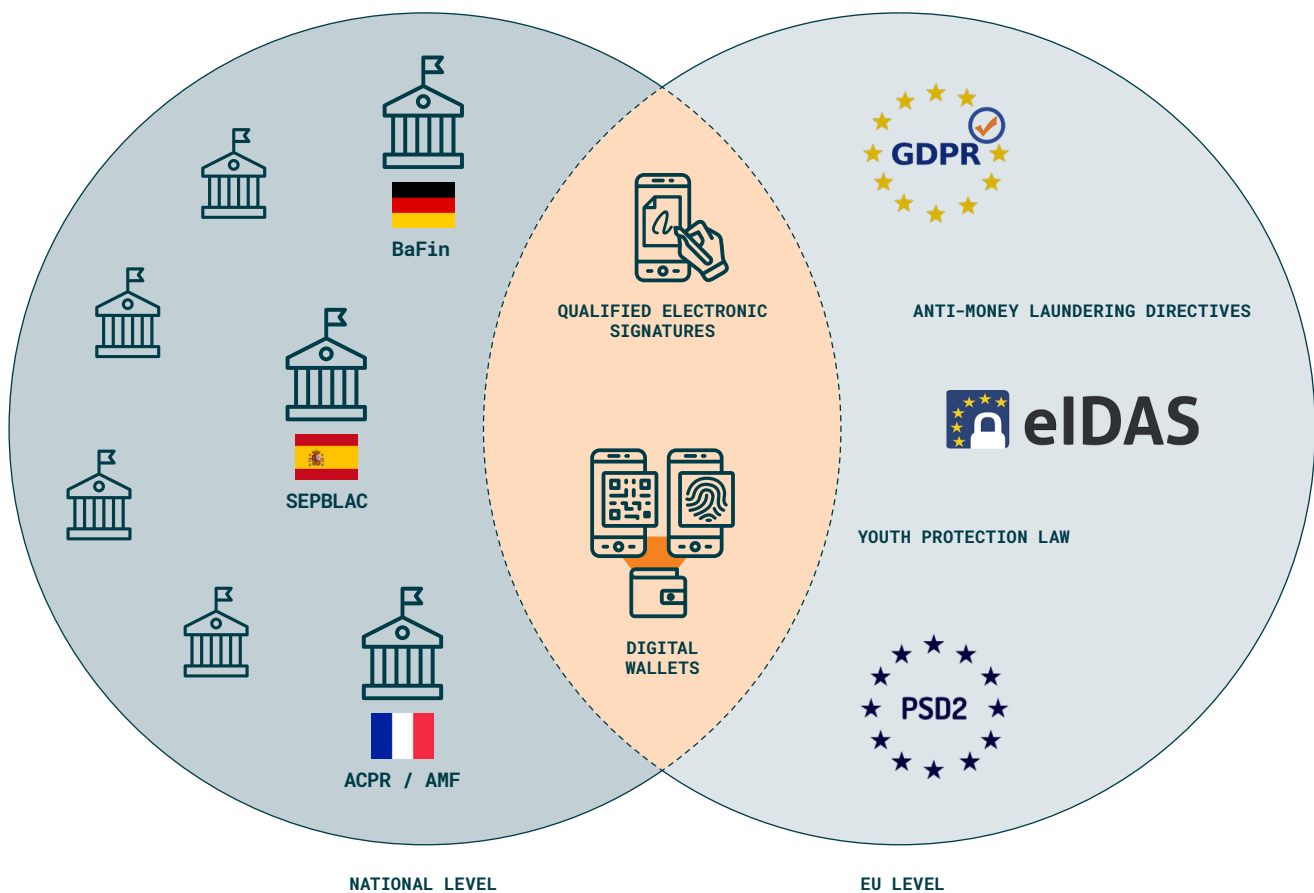 BaFin
SEPBLAC
ACPR / AMF
NATIONAL LEVEL
QUALIFIED ELECTRONIC
SIGNATURES
DIGITAL
WALLETS
GDPR
ANTI-MONEY LAUNDERING DIRECTIVES
eIDAS
YOUTH PROTECTION LAW
PSD2
EU LEVEL